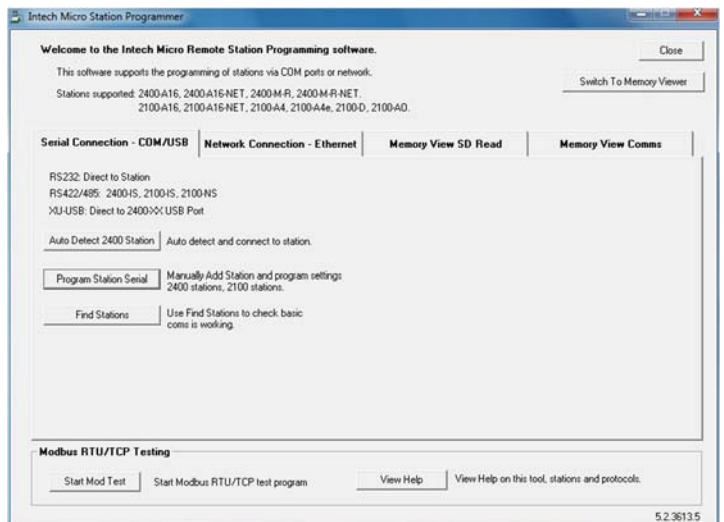 Intech Micro Station Programmer
Welcome to the Intech Micro Remote Station Programming software.
Close
This software supports the programming of stations via COM ports or network.
Switch To Memory Viewer
Stations supported: 2400-A16, 2400-A16-NET, 2400-M-R, 2400-M-R-NET.
2100-A16, 2100-A16-NET, 2100-A4, 2100-A4e, 2100-D, 2100-AO.
Serial Connection - COM/USB
Network Connection - Ethernet
Memory View SD Read
Memory View Comms
RS232: Direct to Station
RS422/485: 2400-IS, 2100-IS, 2100-NS
XU-USB: Direct to 2400-XX USB Port
Auto Detect 2400 Station
Auto detect and connect to station.
Program Station Serial
Manually Add Station and program settings
2400 stations, 2100 stations.
Find Stations
Use Find Stations to check basic
coms is working.
Modbus RTU/TCP Testing
Start Mod Test
Start Modbus RTU/TCP test program
View Help
View Help on this tool, stations and protocols.
5.2.3613.5